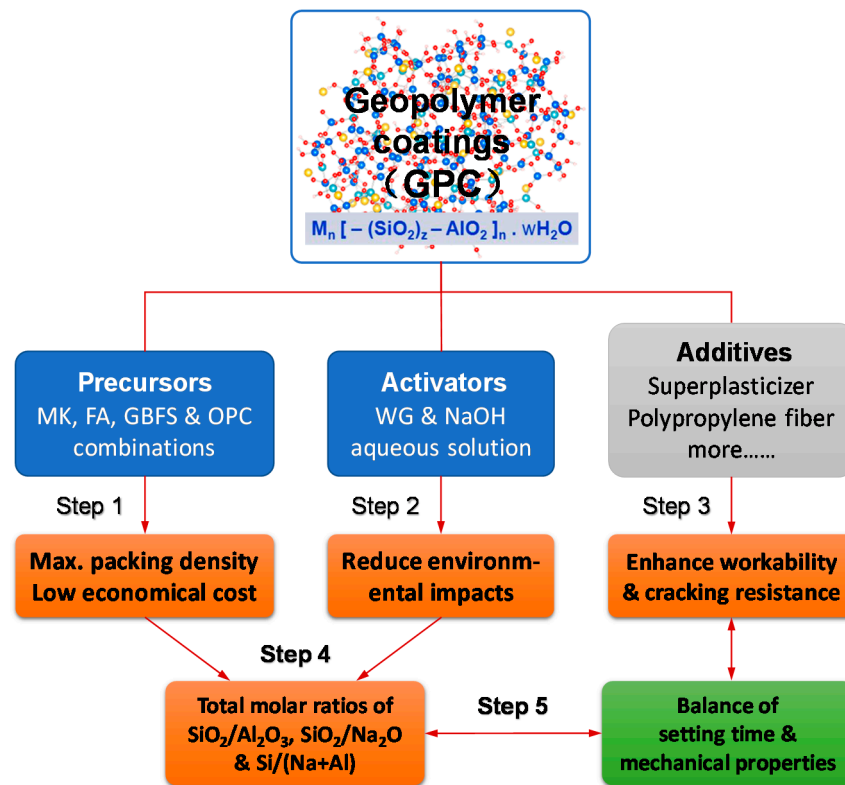 Geopolymer
coatings
（GPC）
Mₙ [ – (SiO₂)z – AlO₂ ]ₙ . wH₂O
Precursors
MK, FA, GBFS & OPC
combinations
Activators
WG & NaOH
aqueous solution
Additives
Superplasticizer
Polypropylene fiber
more……
Step 1
Step 2
Step 3
Max. packing density
Low economical cost
Reduce environm-
ental impacts
Enhance workability
& cracking resistance
Step 4
Total molar ratios of
SiO₂/Al₂O₃, SiO₂/Na₂O
& Si/(Na+Al)
Step 5
Balance of
setting time &
mechanical properties